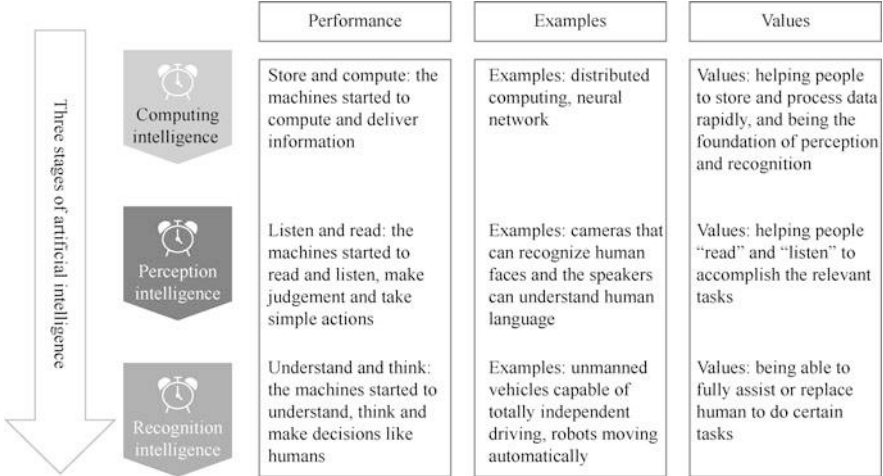 Performance
Examples
Values
Three stages of artificial intelligence
Computing
intelligence
Store and compute: the
machines started to
compute and deliver
information
Examples: distributed
computing, neural
network
Values: helping people
to store and process data
rapidly, and being the
foundation of perception
and recognition
Perception
intelligence
Listen and read: the
machines started to
read and listen, make
judgement and take
simple actions
Examples: cameras that
can recognize human
faces and the speakers
can understand human
language
Values: helping people
“read” and “listen” to
accomplish the relevant
tasks
Recognition
intelligence
Understand and think:
the machines started to
understand, think and
make decisions like
humans
Examples: unmanned
vehicles capable of
totally independent
driving, robots moving
automatically
Values: being able to
fully assist or replace
human to do certain
tasks